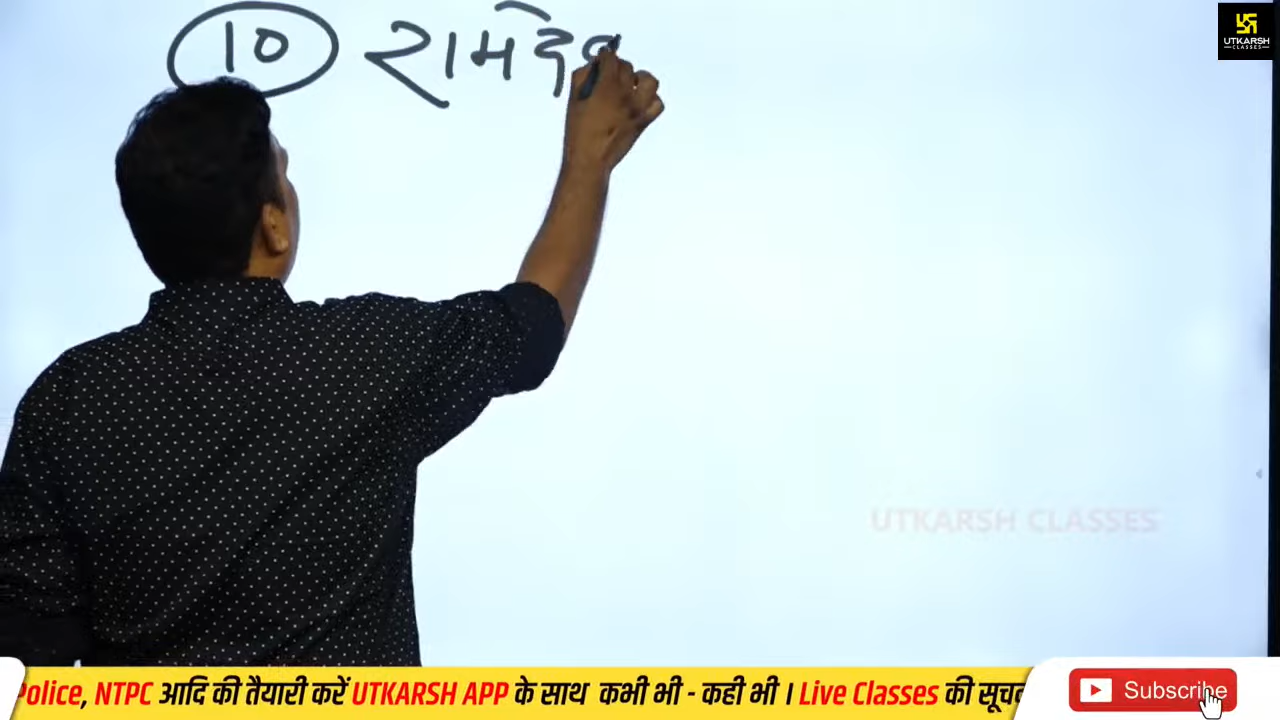 10 रामदेव
UTKARSH
CLASSES
UTKARSH CLASSES
Police, NTPC आदि की तैयारी करें UTKARSH APP के साथ कभी भी - कही भी । Live Classes की
Subscribe